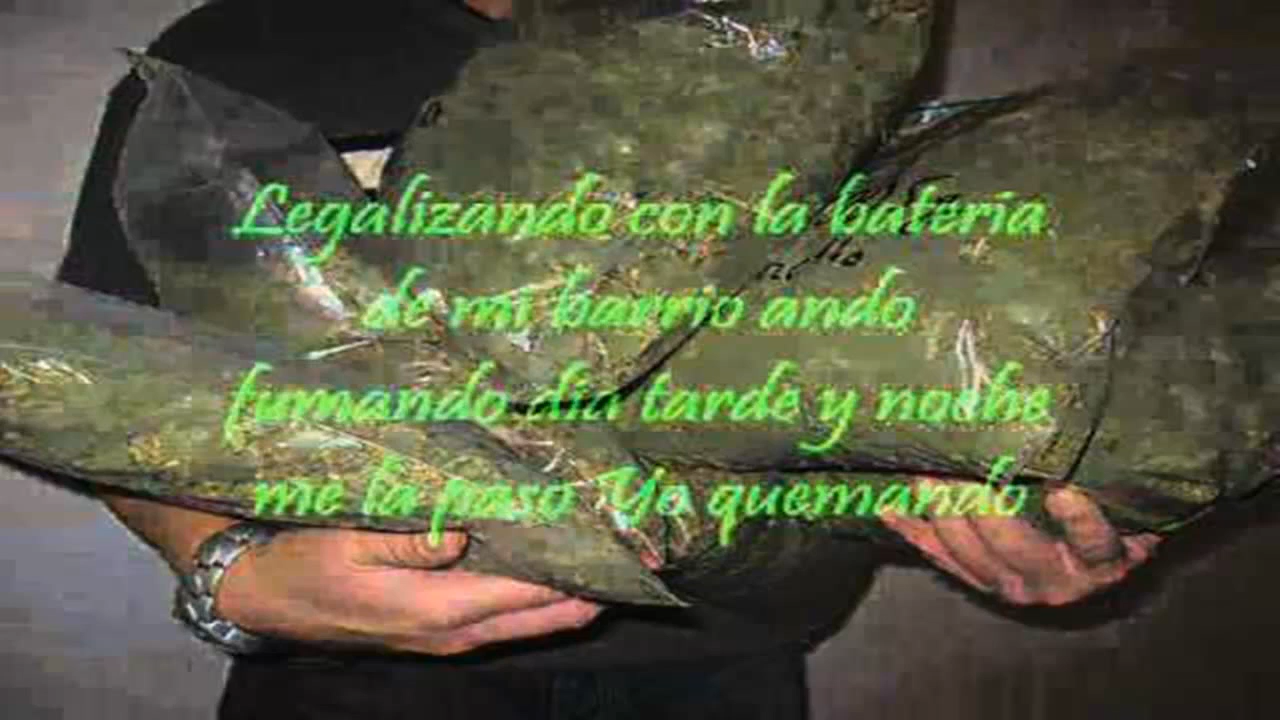 Legalizando con la bateria
de mi barrio ando
fumando dia tarde y noche
me la paso Yo quemando